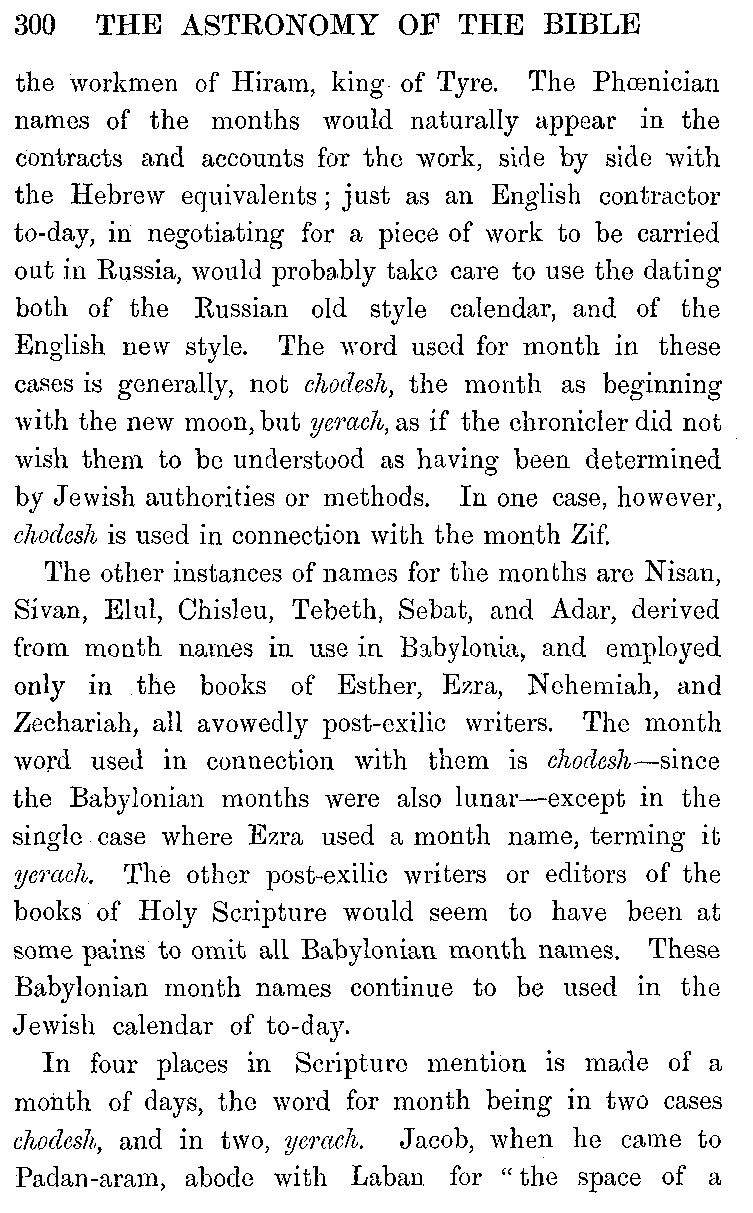 300 THE ASTRONOMY OF THE BIBLE
the workmen of Hiram, king of Tyre. The Phœnician
names of the months would naturally appear in the
contracts and accounts for the work, side by side with
the Hebrew equivalents; just as an English contractor
to-day, in negotiating for a piece of work to be carried
out in Russia, would probably take care to use the dating
both of the Russian old style calendar, and of the
English new style. The word used for month in these
cases is generally, not chodesh, the month as beginning
with the new moon, but yerach, as if the chronicler did not
wish them to be understood as having been determined
by Jewish authorities or methods. In one case, however,
chodesh is used in connection with the month Zif.
The other instances of names for the months are Nisan,
Sivan, Elul, Chisleu, Tebeth, Sebat, and Adar, derived
from month names in use in Babylonia, and employed
only in the books of Esther, Ezra, Nehemiah, and
Zechariah, all avowedly post-exilic writers. The month
word used in connection with them is chodesh—since
the Babylonian months were also lunar—except in the
single case where Ezra used a month name, terming it
yerach. The other post-exilic writers or editors of the
books of Holy Scripture would seem to have been at
some pains to omit all Babylonian month names. These
Babylonian month names continue to be used in the
Jewish calendar of to-day.
In four places in Scripture mention is made of a
month of days, the word for month being in two cases
chodesh, and in two, yerach. Jacob, when he came to
Padan-aram, abode with Laban for "the space of a